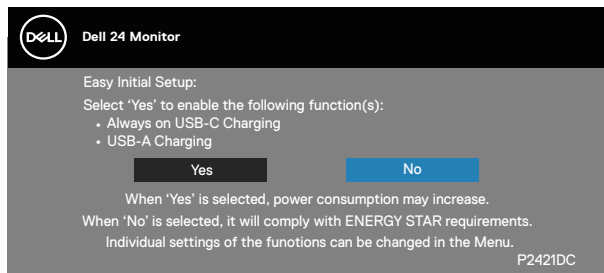 DELL
Dell 24 Monitor
Easy Initial Setup:
Select ‘Yes’ to enable the following function(s):
• Always on USB-C Charging
• USB-A Charging
Yes No
When ‘Yes’ is selected, power consumption may increase.
When ‘No’ is selected, it will comply with ENERGY STAR requirements.
Individual settings of the funotions can be changed in the Menu.
P2421DC